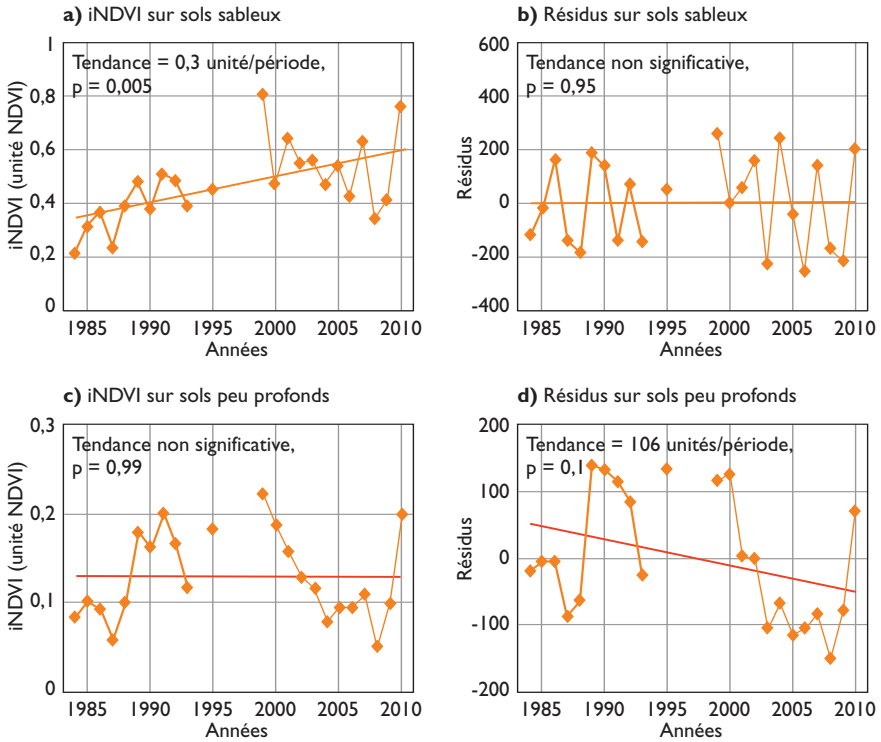 a) iNDVI sur sols sableux
iNDVI (unité NDVI)
1
0,8
0,6
0,4
0,2
0
Tendance = 0,3 unité/période,
p = 0,005
1985 1990 1995 2000 2005 2010
Années
b) Résidus sur sols sableux
Résidus
600
400
200
0
-200
-400
Tendance non significative,
p = 0,95
1985 1990 1995 2000 2005 2010
Années
c) iNDVI sur sols peu profonds
iNDVI (unité NDVI)
0,3
0,2
0,1
0
Tendance non significative,
p = 0,99
1985 1990 1995 2000 2005 2010
Années
d) Résidus sur sols peu profonds
Résidus
200
100
0
-100
-200
Tendance = 106 unités/période,
p = 0,1
1985 1990 1995 2000 2005 2010
Années